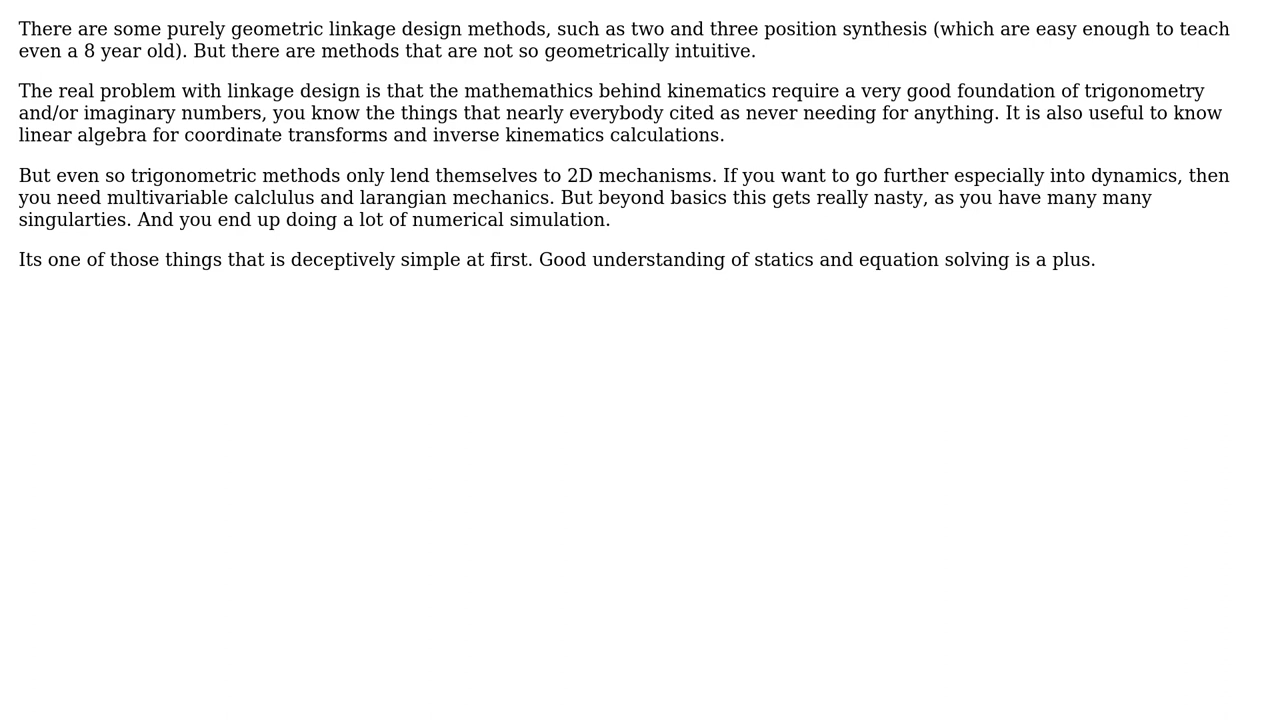 There are some purely geometric linkage design methods, such as two and three position synthesis (which are easy enough to teach
even a 8 year old). But there are methods that are not so geometrically intuitive.
The real problem with linkage design is that the mathemathics behind kinematics require a very good foundation of trigonometry
and/or imaginary numbers, you know the things that nearly everybody cited as never needing for anything. It is also useful to know
linear algebra for coordinate transforms and inverse kinematics calculations.
But even so trigonometric methods only lend themselves to 2D mechanisms. If you want to go further especially into dynamics, then
you need multivariable calclulus and larangian mechanics. But beyond basics this gets really nasty, as you have many many
singularties. And you end up doing a lot of numerical simulation.
Its one of those things that is deceptively simple at first. Good understanding of statics and equation solving is a plus.